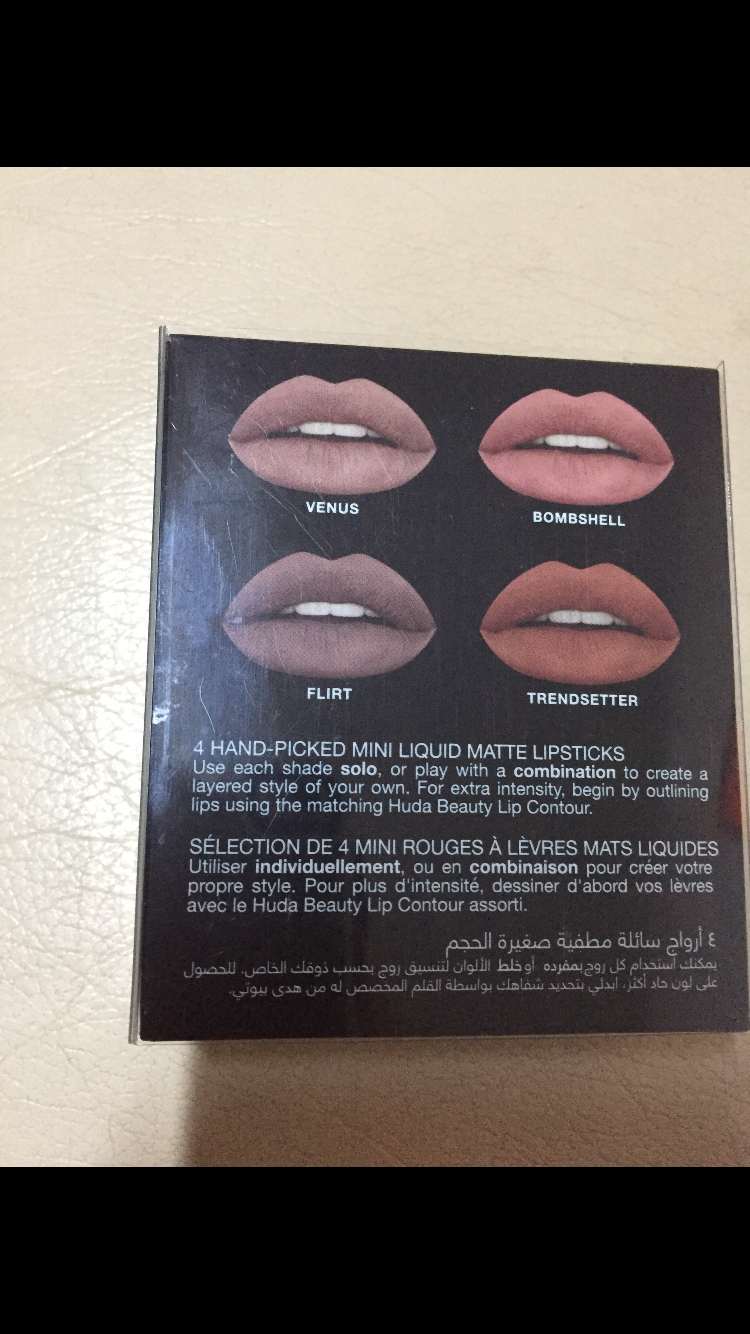 VENUS
BOMBSHELL
FLIRT
TRENDSETTER
4 HAND-PICKED MINI LIQUID MATTE LIPSTICKS
Use each shade solo, or play with a combination to create a
layered style of your own. For extra intensity, begin by outlining
lips using the matching Huda Beauty Lip Contour.
SÉLECTION DE 4 MINI ROUGES À LÈVRES MATS LIQUIDES
Utiliser individuellement, ou en combinaison pour créer votre
propre style. Pour plus d'intensité, dessiner d'abord vos lèvres
avec le Huda Beauty Lip Contour assorti.
٤ أرواج سائلة مطفية صغيرة الحجم
يمكنك استخدام كل روج بمفرده أو خلط الألوان لتنسيق روج بحسب ذوقك الخاص. للحصول
على لون حاد أكثر، ابدئي بتحديد شفاهك بواسطة القلم المخصص له من هدى بيوتي.